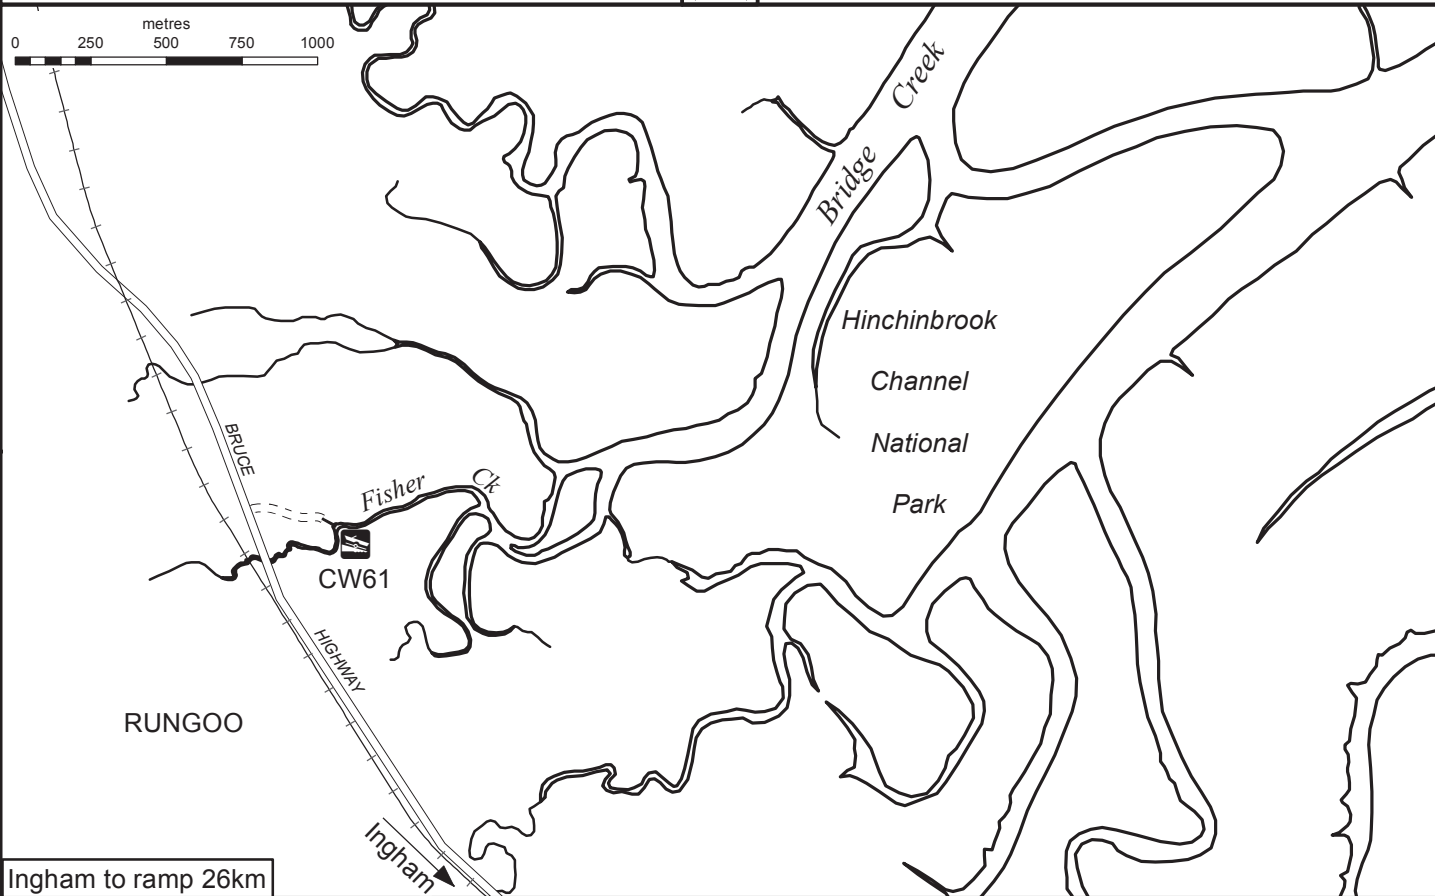 metres
0 250 500 750 1000
Creek
Bridge
Hinchinbrook
Channel
National
Park
BRUCE
Fisher Ck
CW61
HIGHWAY
RUNGOO
Ingham
Ingham to ramp 26km